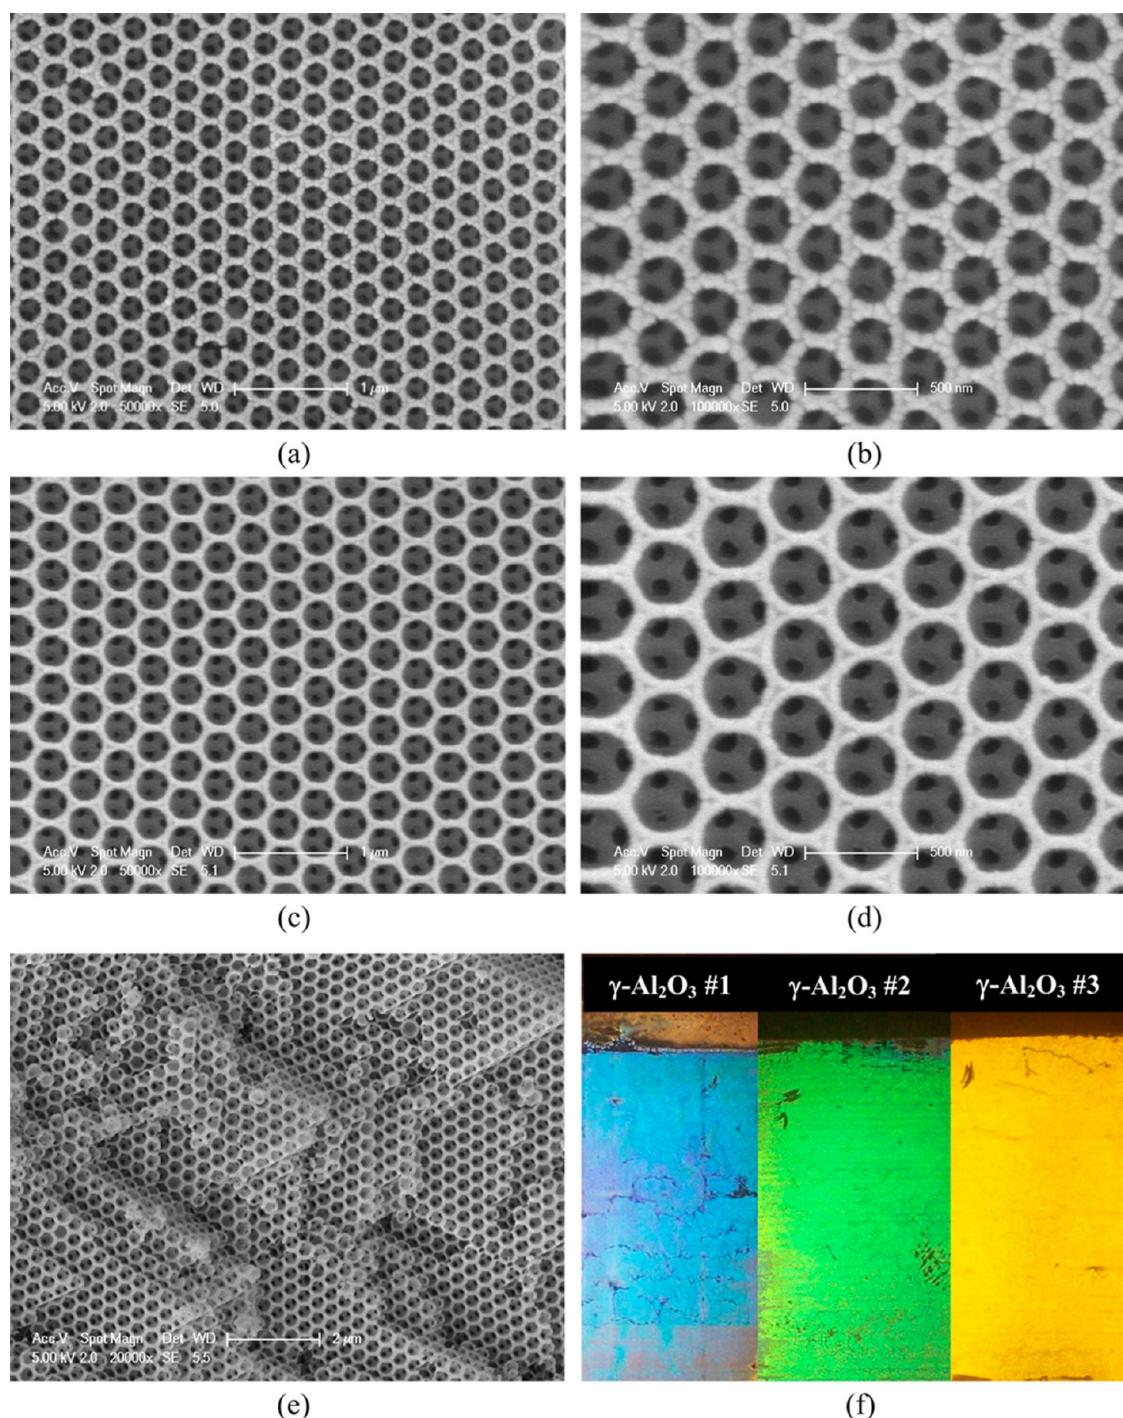 Acc.V Spot Magn Det WD 1 μm
5.00 kV 2.0 50000x SE 5.0
(a)
Acc.V Spot Magn Det WD 500 nm
5.00 kV 2.0 100000x SE 5.0
(b)
Acc.V Spot Magn Det WD 1 μm
5.00 kV 2.0 50000x SE 5.1
(c)
Acc.V Spot Magn Det WD 500 nm
5.00 kV 2.0 100000x SE 5.1
(d)
Acc.V Spot Magn Det WD 2 μm
5.00 kV 2.0 20000x SE 5.5
(e)
γ-Al₂O₃ #1 γ-Al₂O₃ #2 γ-Al₂O₃ #3
(f)